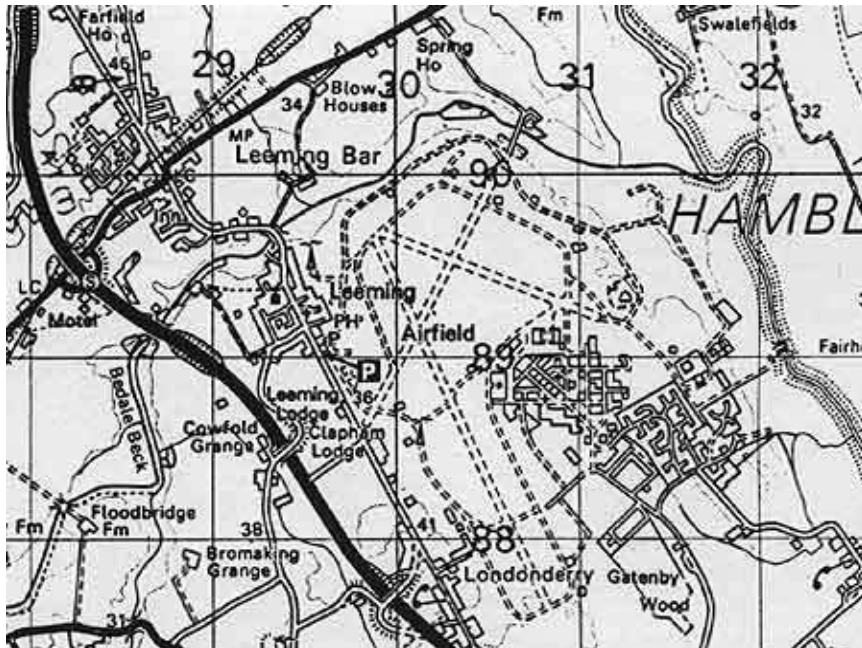 Farfield
Ho
46
29
MP
34
Blow
Houses
Leeming Bar
Spring
Ho
30
Fm
31
Swalefields
32
32
90
HAMBL
(T)
Inn
LC
S
Motel
Leeming
PH
P
P
36
Airfield
89
Fairh
Bedale Beck
Leeming
Lodge
Cowfold
Grange
Clapham
Lodge
Fm
Floodbridge
Fm
38
41
88
Bromaking
Grange
Londonderry
Gatenby
Wood
31